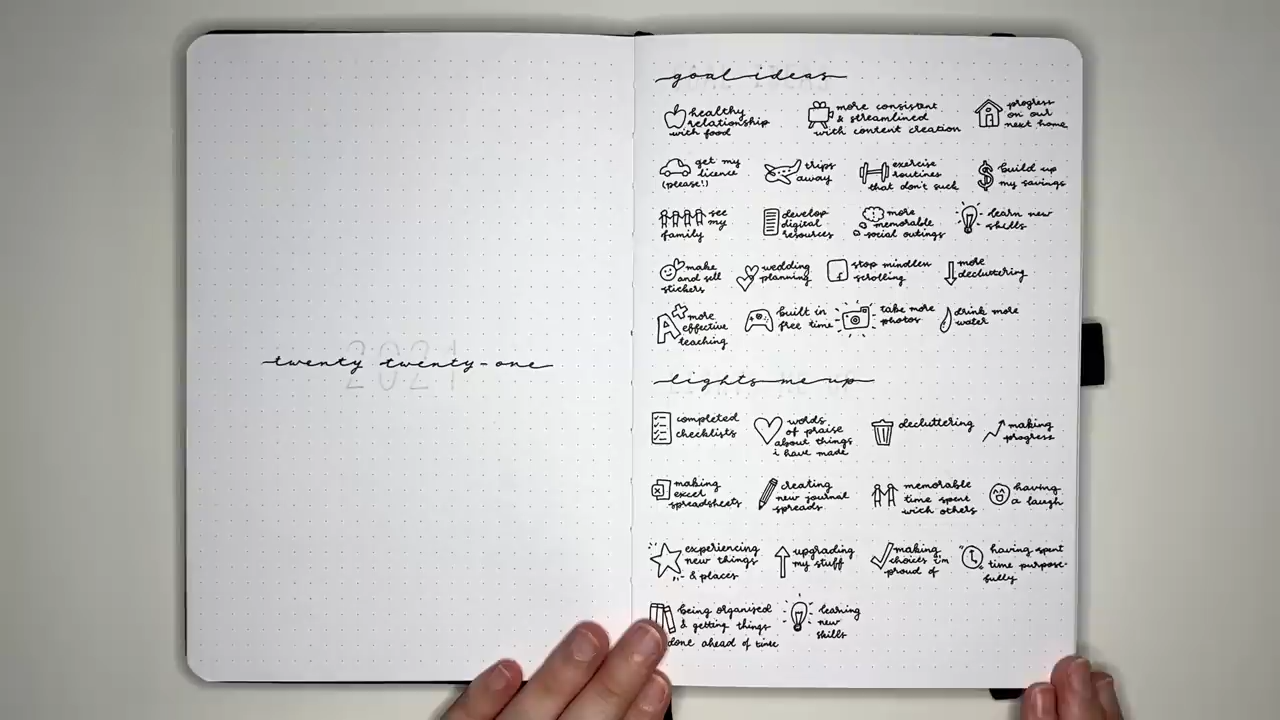 twenty twenty-one
2021
goal ideas
healthy
relationship
with food
more consistent
& streamlined
with content creation
progress
on our
next home
get my
licence
(please!)
trips
away
exercise
routines
that don't suck
$ build up
my savings
see
my
family
develop
digital
resources
more
memorable
social outings
learn new
skills
make
and sell
stickers
wedding
planning
stop mindless
scrolling
more
decluttering
A+ more
effective
teaching
built in
free time
take more
photos
drink more
water
lights me up
completed
checklists
words
of praise
about things
i have made
decluttering
making
progress
making
excel
spreadsheets
creating
new journal
spreads
memorable
time spent
with others
having
a laugh
experiencing
new things
& places
upgrading
my stuff
making
choices i'm
proud of
having spent
time purpose-
fully
being organised
& getting things
done ahead of time
learning
new
skills